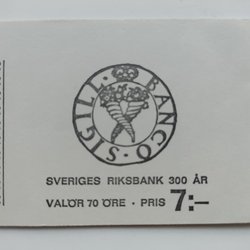 SIGILL · BANCO ·
SVERIGES RIKSBANK 300 ÅR
VALÖR 70 ÖRE · PRIS 7:–